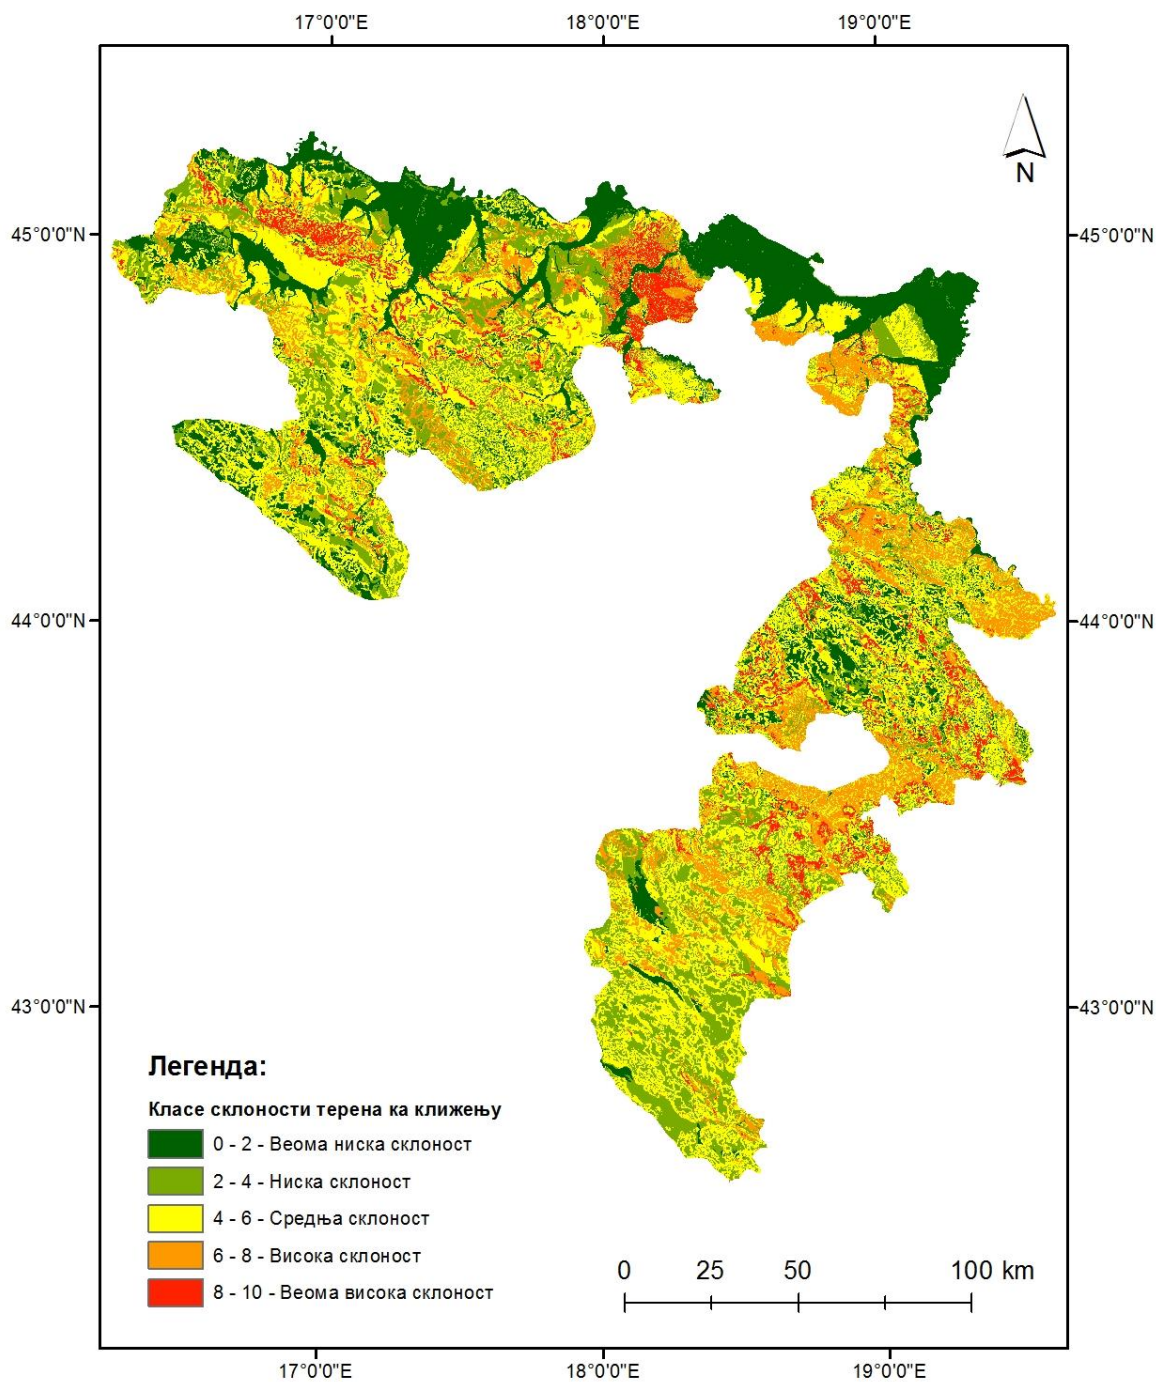 17°0'0"E 18°0'0"E 19°0'0"E
N
45°0'0"N 45°0'0"N
44°0'0"N 44°0'0"N
43°0'0"N 43°0'0"N
Легенда:
Класе склоности терена ка клижењу
0 - 2 - Веома ниска склоност
2 - 4 - Ниска склоност
4 - 6 - Средња склоност
6 - 8 - Висока склоност
8 - 10 - Веома висока склоност
0 25 50 100 km
17°0'0"E 18°0'0"E 19°0'0"E